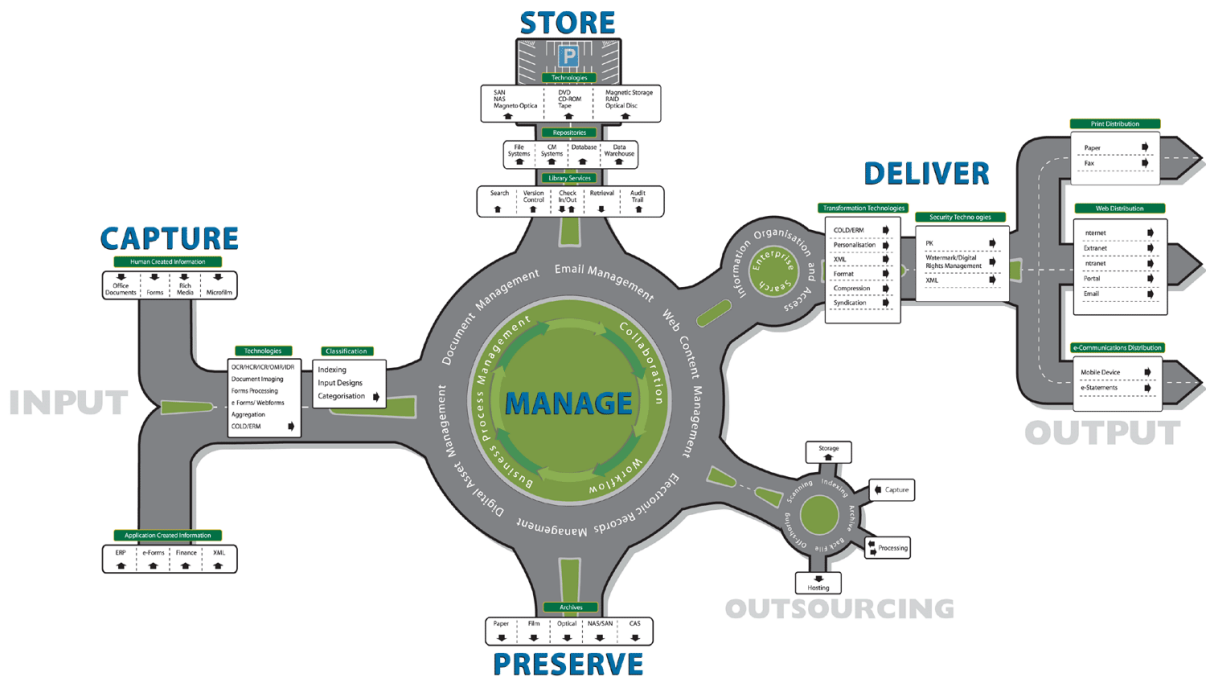 STORE
P
Technologies
SAN
NAS
Magneto Optica
DVD
CD-ROM
Tape
Magnetic Storage
RAID
Optical Disc
Repositories
File
Systems
CM
Systems
Database
Data
Warehouse
Library Services
Search
Version
Control
Check
In/Out
Retrieval
Audit
Trail
CAPTURE
Human Created Information
Office
Documents
Forms
Rich
Media
Microfilm
INPUT
Technologies
OCR/HCR/ICR/OMR/IDR
Document Imaging
Forms Processing
e Forms/ Webforms
Aggregation
COLD/ERM
Classification
Indexing
Input Designs
Categorisation
Application Created Information
ERP
e-Forms
Finance
XML
Document Management
Email Management
Web Content Management
Electronic Records Management
Digital Asset Management
Business Process Management
Collaboration
Workflow
MANAGE
Information Organisation and Access
Enterprise
Search
DELIVER
Transformation Technologies
COLD/ERM
Personalisation
XML
Format
Compression
Syndication
Security Technologies
PK
Watermark/Digital
Rights Management
XML
Print Distribution
Paper
Fax
Web Distribution
nternet
Extranet
ntranet
Portal
Email
e-Communications Distribution
Mobile Device
e-Statements
OUTPUT
Storage
Capture
Processing
Hosting
Scanning
Indexing
Archive
Back File
Off-shoring
OUTSOURCING
Archives
Paper
Film
Optical
NAS/SAN
CAS
PRESERVE